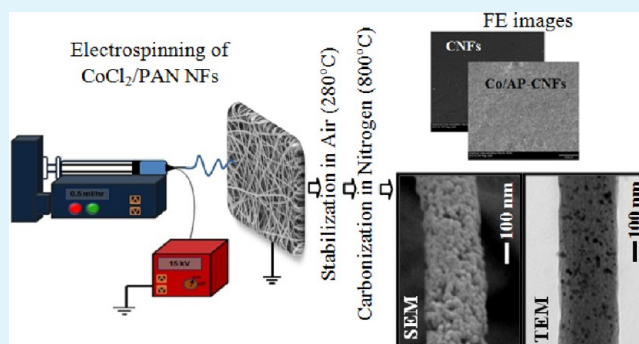 Electrospinning of
CoCl₂/PAN NFs
0.5 ml/hr
15 kV
Stabilization in Air (280°C)
Carbonization in Nitrogen (800°C)
FE images
CNFs
Co/AP-CNFs
SEM
100 nm
TEM
100 nm